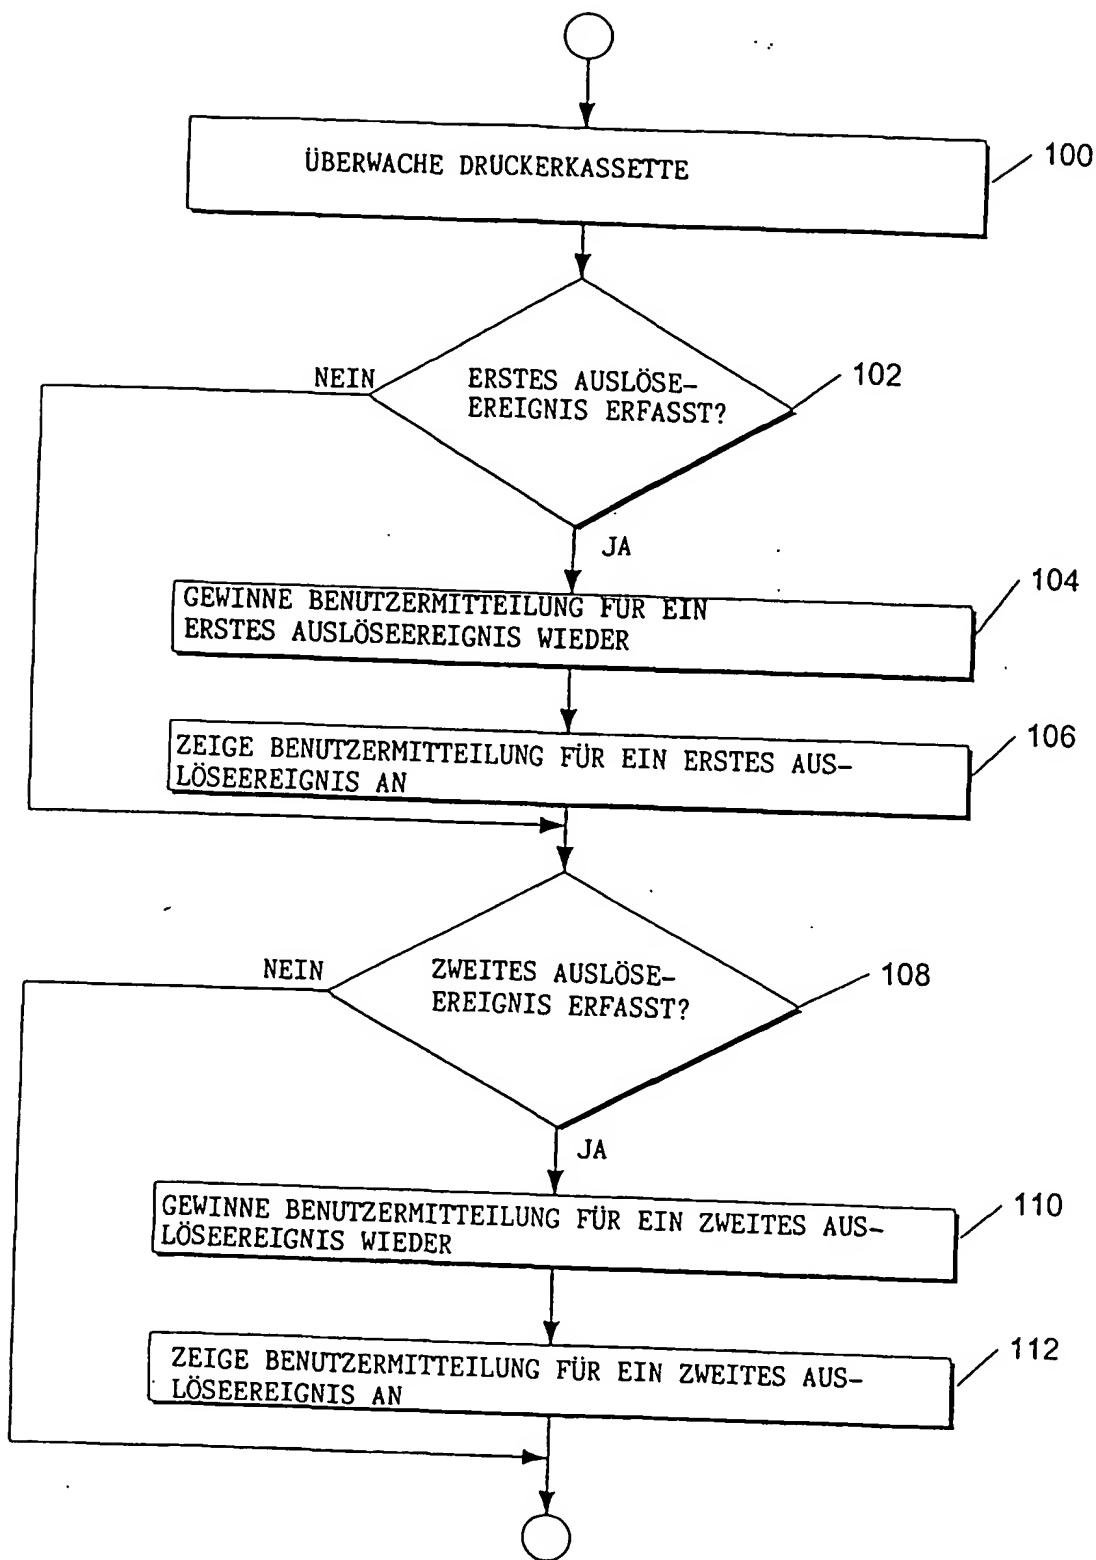 ÜBERWACHE DRUCKERKASSETTE
100
NEIN
ERSTES AUSLÖSE-
EREIGNIS ERFASST?
102
JA
GEWINNE BENUTZERMITTEILUNG FÜR EIN
ERSTES AUSLÖSEEREIGNIS WIEDER
104
ZEIGE BENUTZERMITTEILUNG FÜR EIN ERSTES AUS-
LÖSEEREIGNIS AN
106
NEIN
ZWEITES AUSLÖSE-
EREIGNIS ERFASST?
108
JA
GEWINNE BENUTZERMITTEILUNG FÜR EIN ZWEITES AUS-
LÖSEEREIGNIS WIEDER
110
ZEIGE BENUTZERMITTEILUNG FÜR EIN ZWEITES AUS-
LÖSEEREIGNIS AN
112